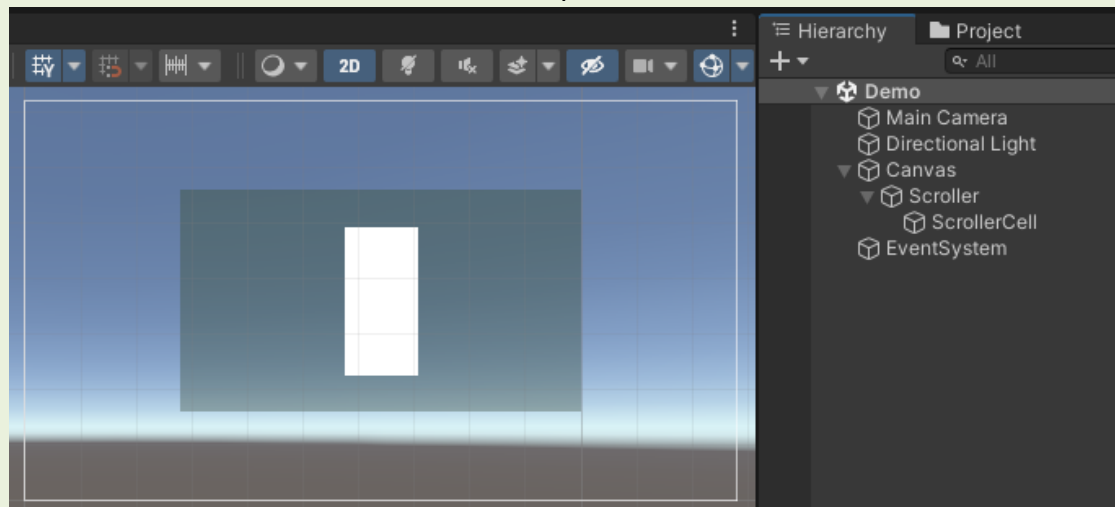 Hierarchy
Project
2D
All
Demo
Main Camera
Directional Light
Canvas
Scroller
ScrollerCell
EventSystem